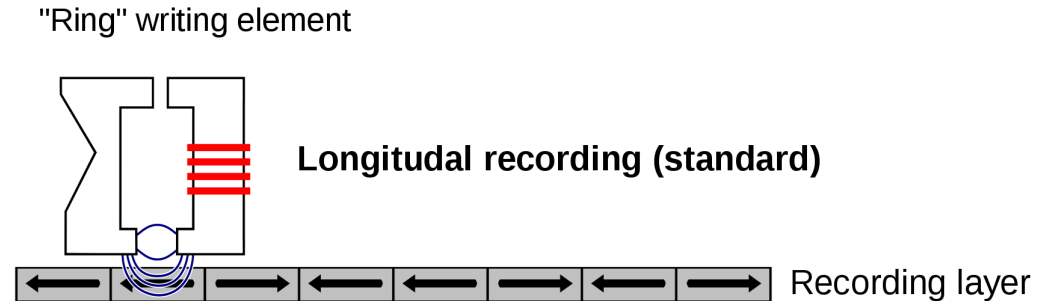 "Ring" writing element
Longitudal recording (standard)
Recording layer